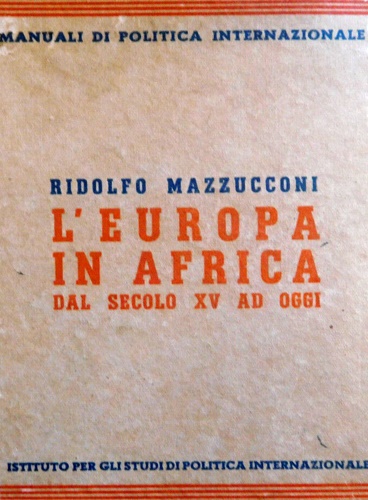 MANUALI DI POLITICA INTERNAZIONALE
RIDOLFO MAZZUCCONI
L'EUROPA
IN AFRICA
DAL SECOLO XV AD OGGI
ISTITUTO PER GLI STUDI DI POLITICA INTERNAZIONALE